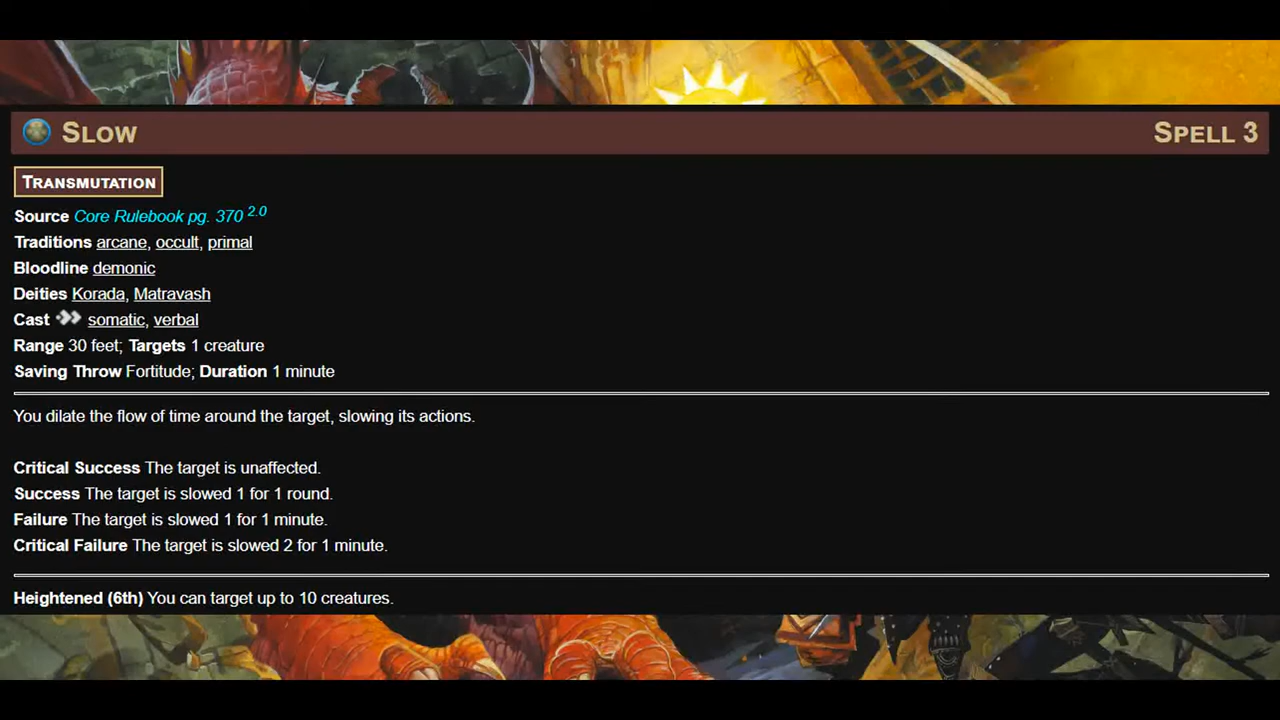 Slow Spell 3
Transmutation
Source Core Rulebook pg. 370 2.0
Traditions arcane, occult, primal
Bloodline demonic
Deities Korada, Matravash
Cast somatic, verbal
Range 30 feet; Targets 1 creature
Saving Throw Fortitude; Duration 1 minute
You dilate the flow of time around the target, slowing its actions.
Critical Success The target is unaffected.
Success The target is slowed 1 for 1 round.
Failure The target is slowed 1 for 1 minute.
Critical Failure The target is slowed 2 for 1 minute.
Heightened (6th) You can target up to 10 creatures.